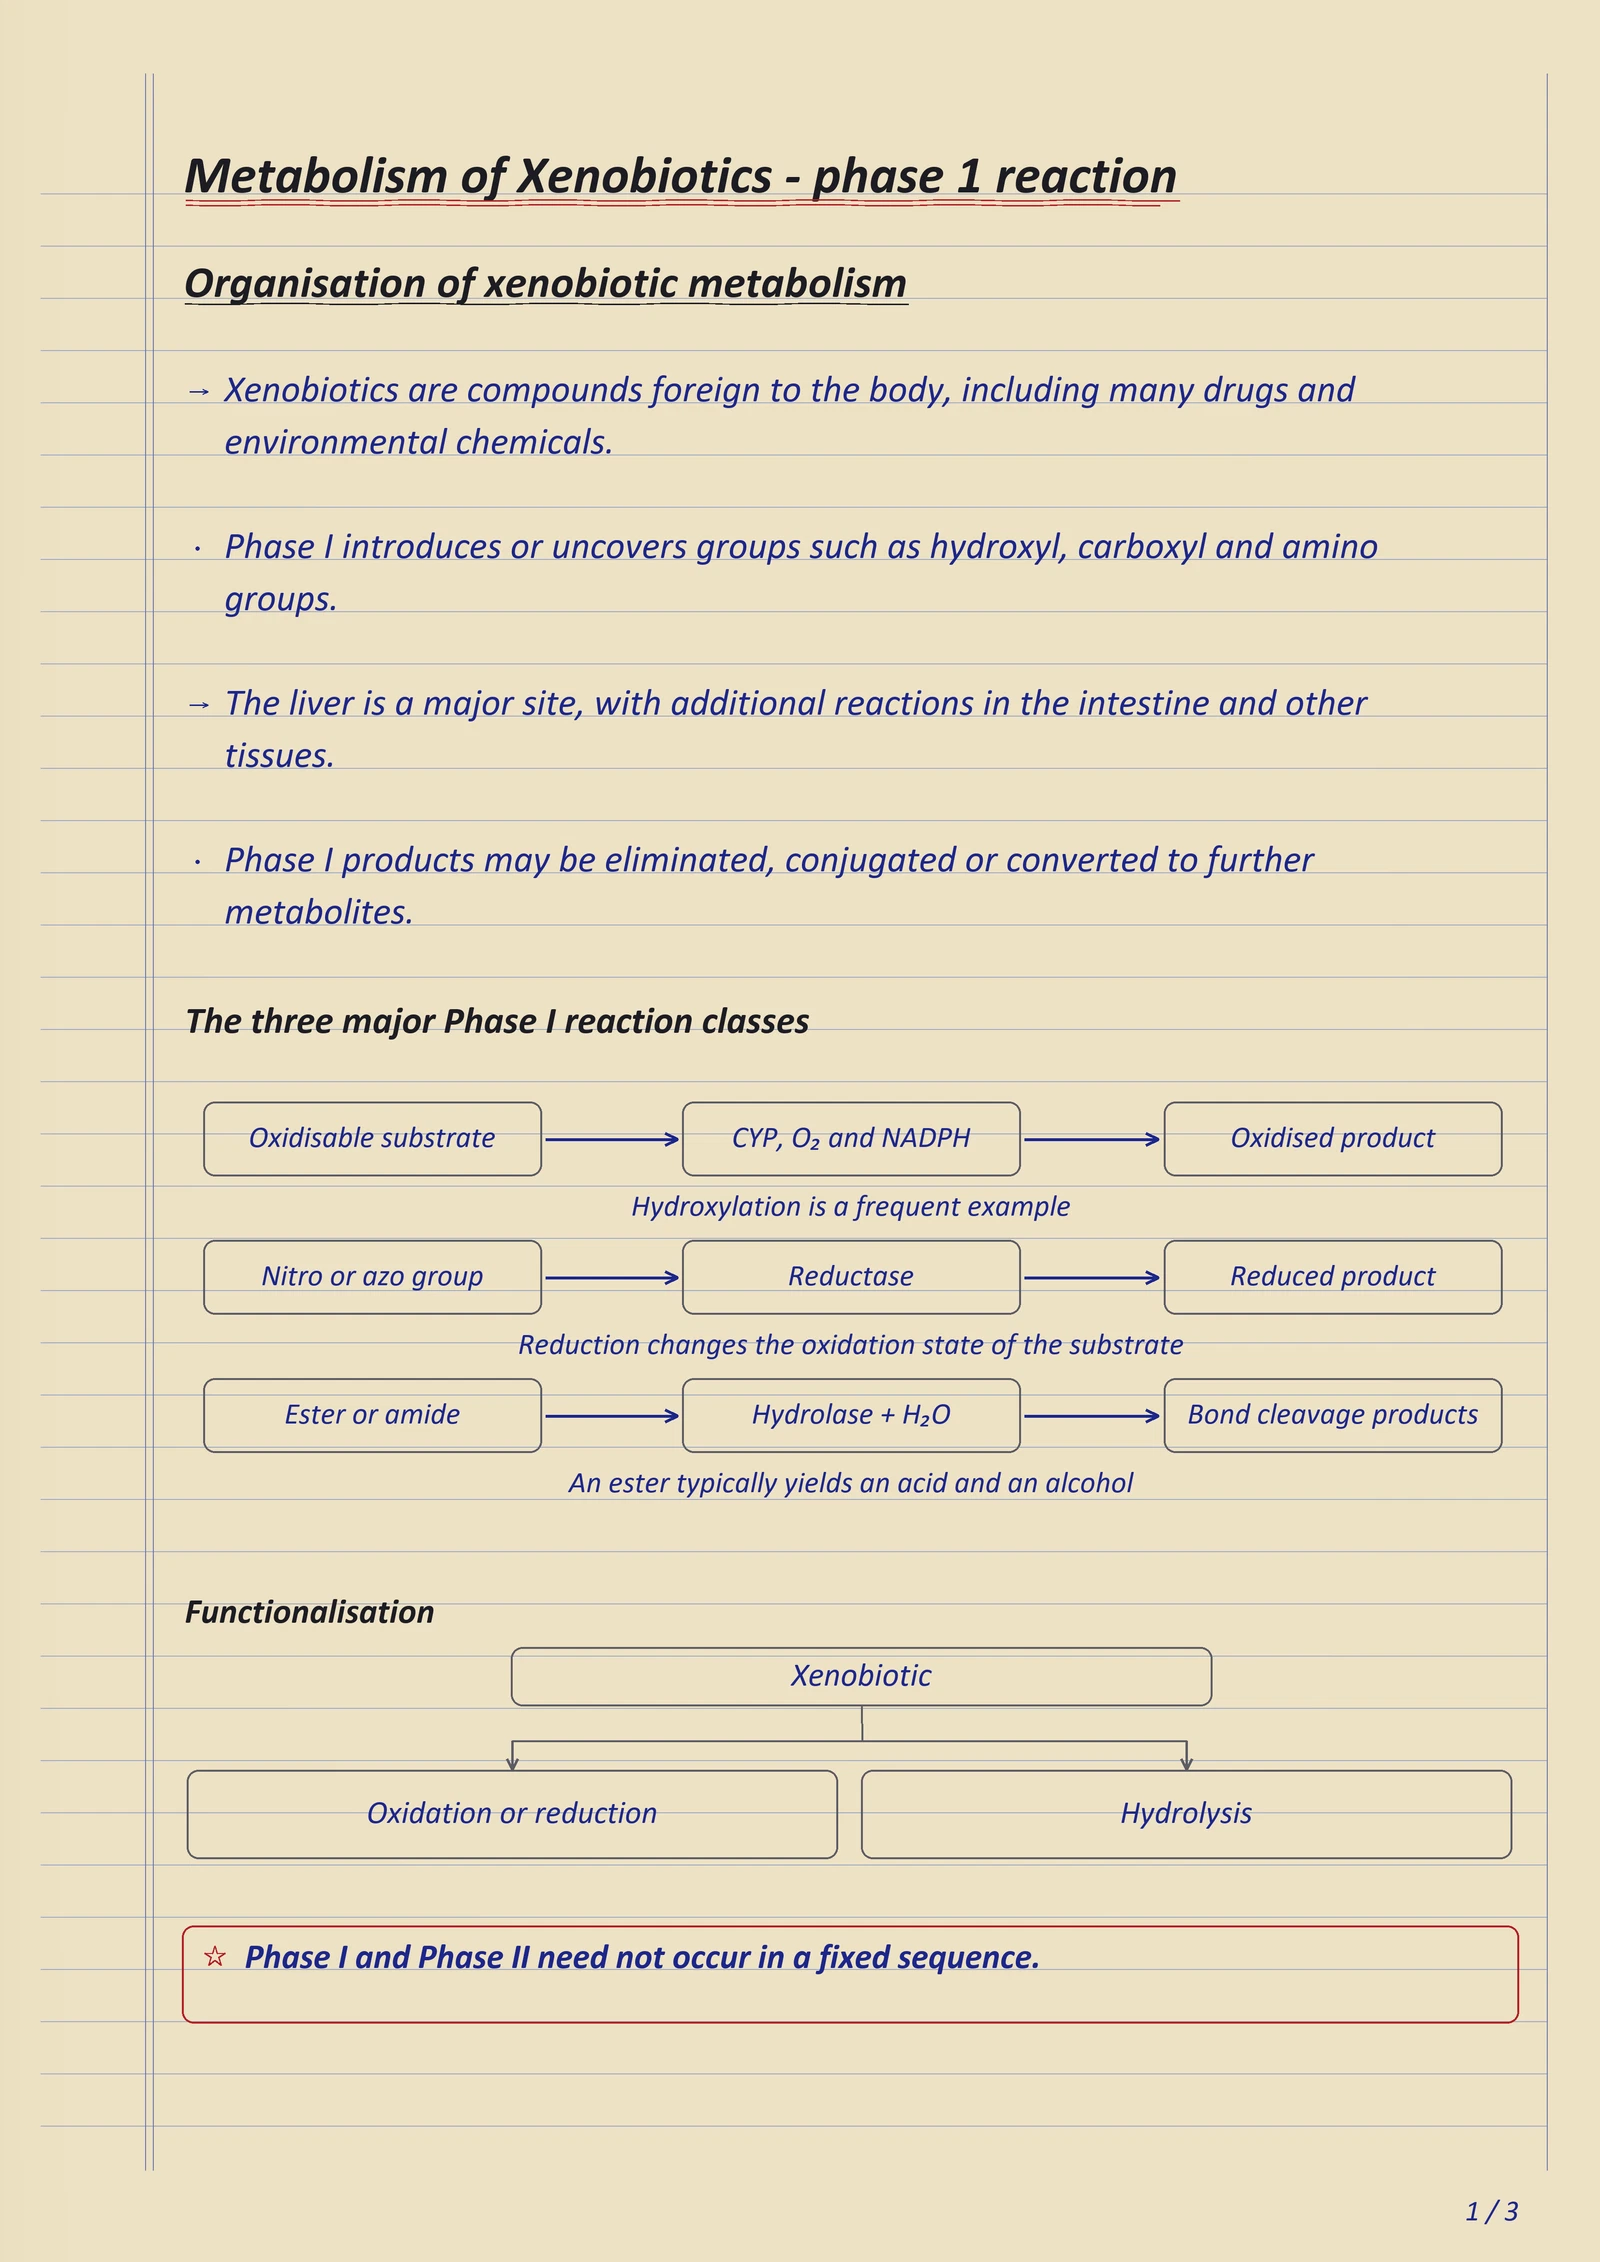 Metabolism of Xenobiotics - phase 1 reaction
Organisation of xenobiotic metabolism
→ Xenobiotics are compounds foreign to the body, including many drugs and
environmental chemicals.
· Phase I introduces or uncovers groups such as hydroxyl, carboxyl and amino
groups.
→ The liver is a major site, with additional reactions in the intestine and other
tissues.
· Phase I products may be eliminated, conjugated or converted to further
metabolites.
The three major Phase I reaction classes
Oxidisable substrate → CYP, O₂ and NADPH → Oxidised product
Hydroxylation is a frequent example
Nitro or azo group → Reductase → Reduced product
Reduction changes the oxidation state of the substrate
Ester or amide → Hydrolase + H₂O → Bond cleavage products
An ester typically yields an acid and an alcohol
Functionalisation
Xenobiotic
Oxidation or reduction
Hydrolysis
☆ Phase I and Phase II need not occur in a fixed sequence.
1 / 3